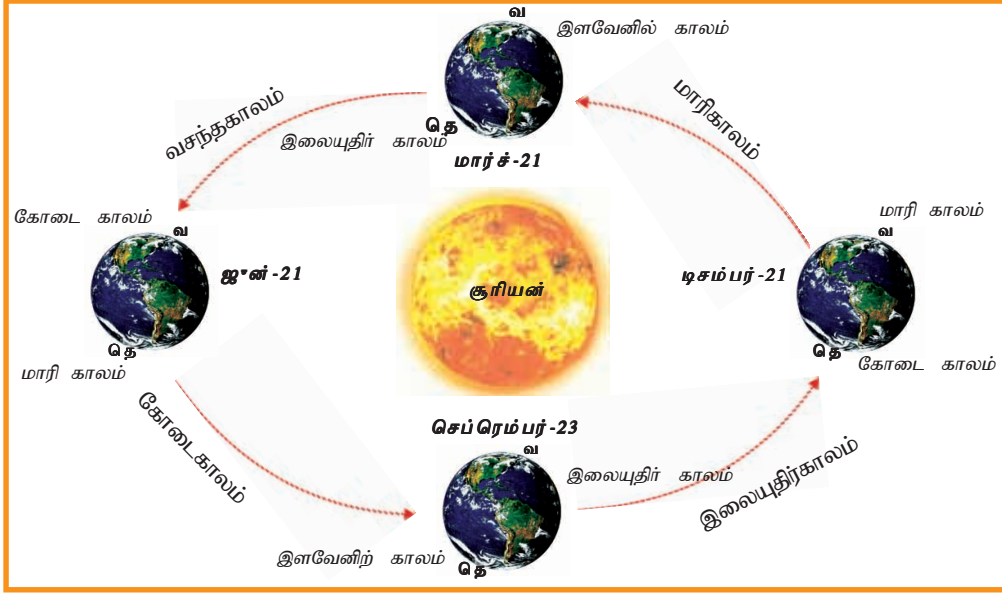 வ
இளவேனில் காலம்
வசந்தகாலம்
மாரிகாலம்
தெ
இலையுதிர் காலம்
மார்ச்-21
கோடை காலம்
வ
ஜுன்-21
தெ
மாரி காலம்
சூரியன்
மாரி காலம்
வ
டிசம்பர்-21
தெ
கோடை காலம்
கோடைகாலம்
செப்ரெம்பர்-23
வ
இலையுதிர் காலம்
இலையுதிர்காலம்
இளவேனிற் காலம்
தெ